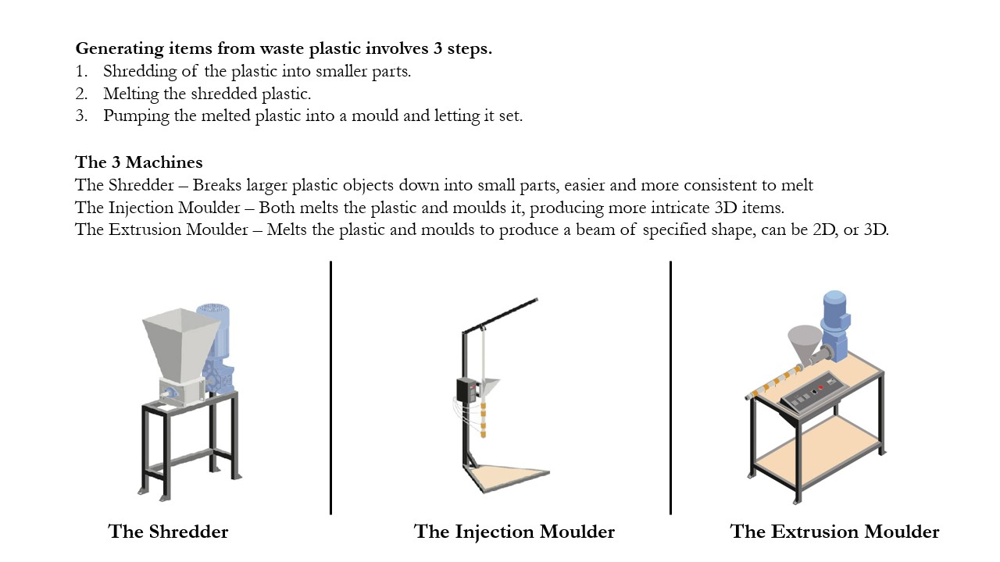 Generating items from waste plastic involves 3 steps.
1. Shredding of the plastic into smaller parts.
2. Melting the shredded plastic.
3. Pumping the melted plastic into a mould and letting it set.
The 3 Machines
The Shredder – Breaks larger plastic objects down into small parts, easier and more consistent to melt
The Injection Moulder – Both melts the plastic and moulds it, producing more intricate 3D items.
The Extrusion Moulder – Melts the plastic and moulds to produce a beam of specified shape, can be 2D, or 3D.
The Shredder
The Injection Moulder
The Extrusion Moulder